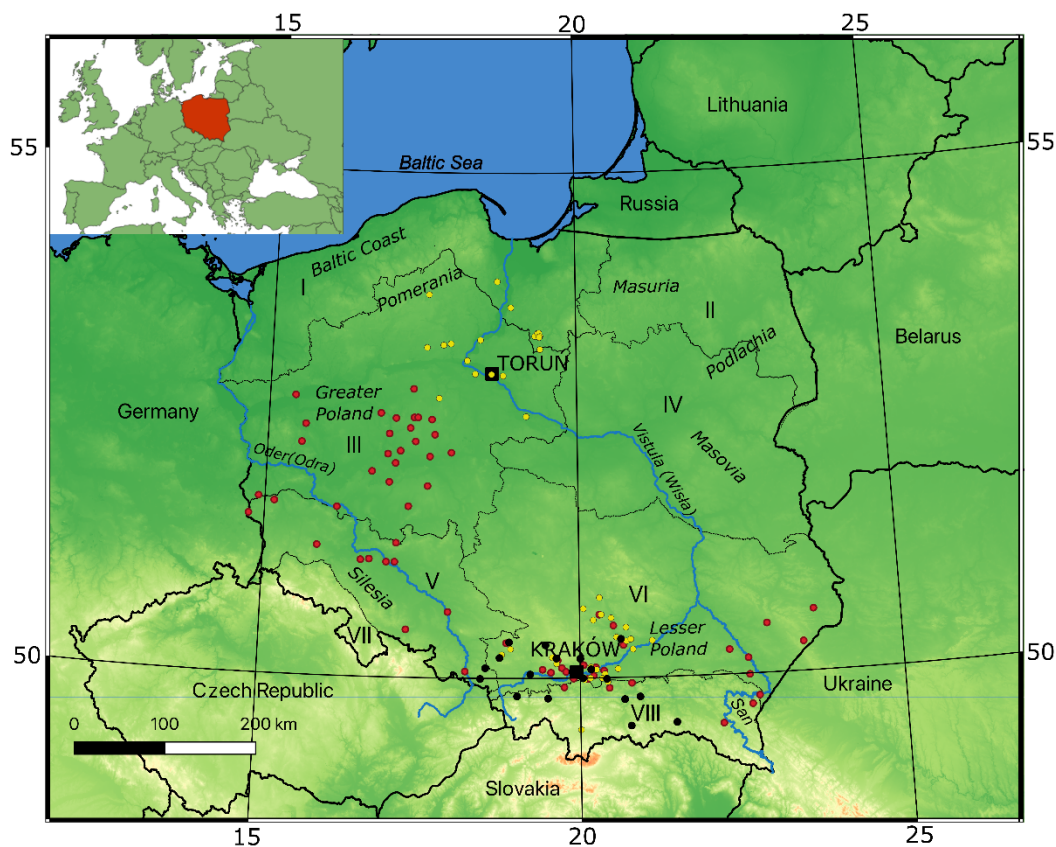 15
20
25
Lithuania
55
55
Baltic Sea
Russia
Baltic Coast
I
Pomerania
Masuria
II
Belarus
Podlachia
TORUN
Germany
Greater
Poland
IV
III
Vistula (Wisła)
Masovia
Oder(Odra)
V
Silesia
VI
VII
KRAKÓW
Lesser
Poland
50
50
Czech Republic
Ukraine
San
VIII
0
100
200 km
Slovakia
15
20
25